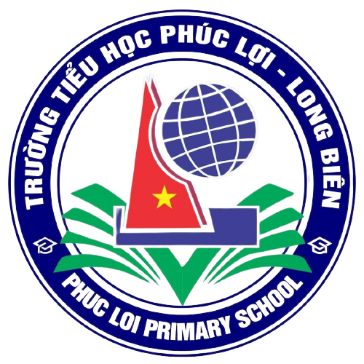 TRƯỜNG TIỂU HỌC PHÚC LỢI - LONG BIÊN
PHUC LOI PRIMARY SCHOOL